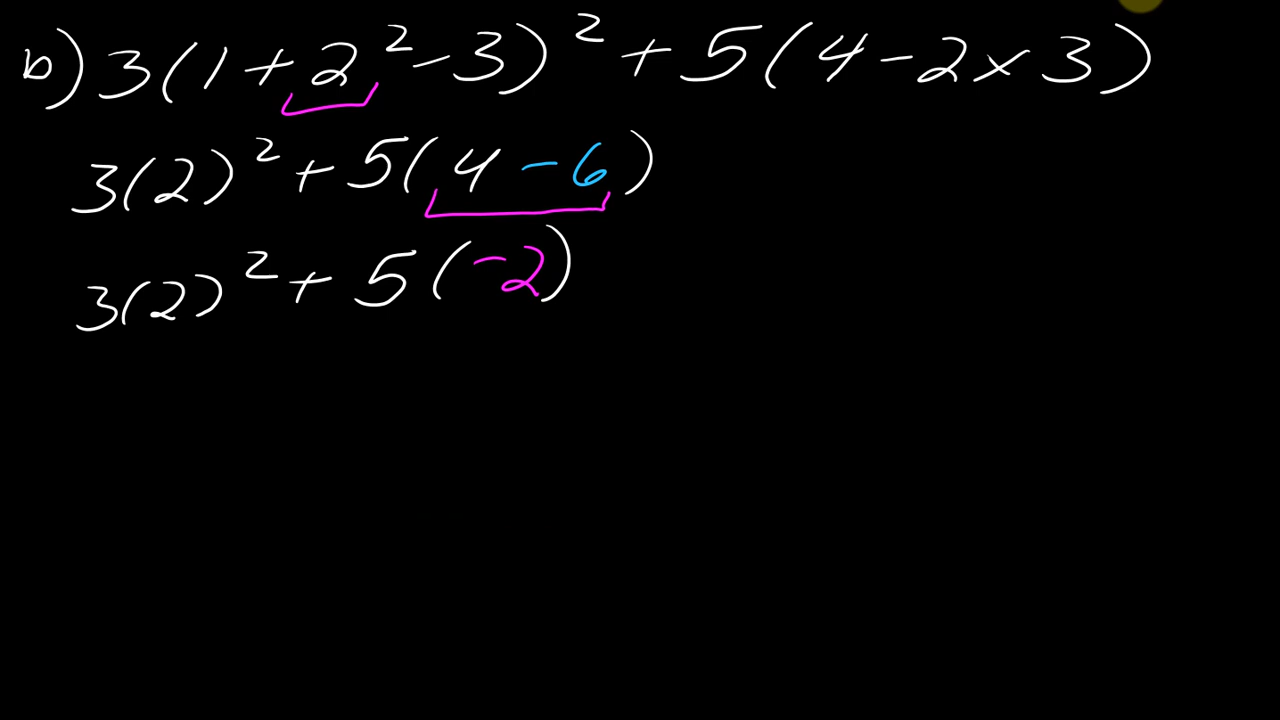 b) 3(1+2²-3)² + 5(4-2×3)
3(2)² + 5(4-6)
3(2)² + 5(-2)